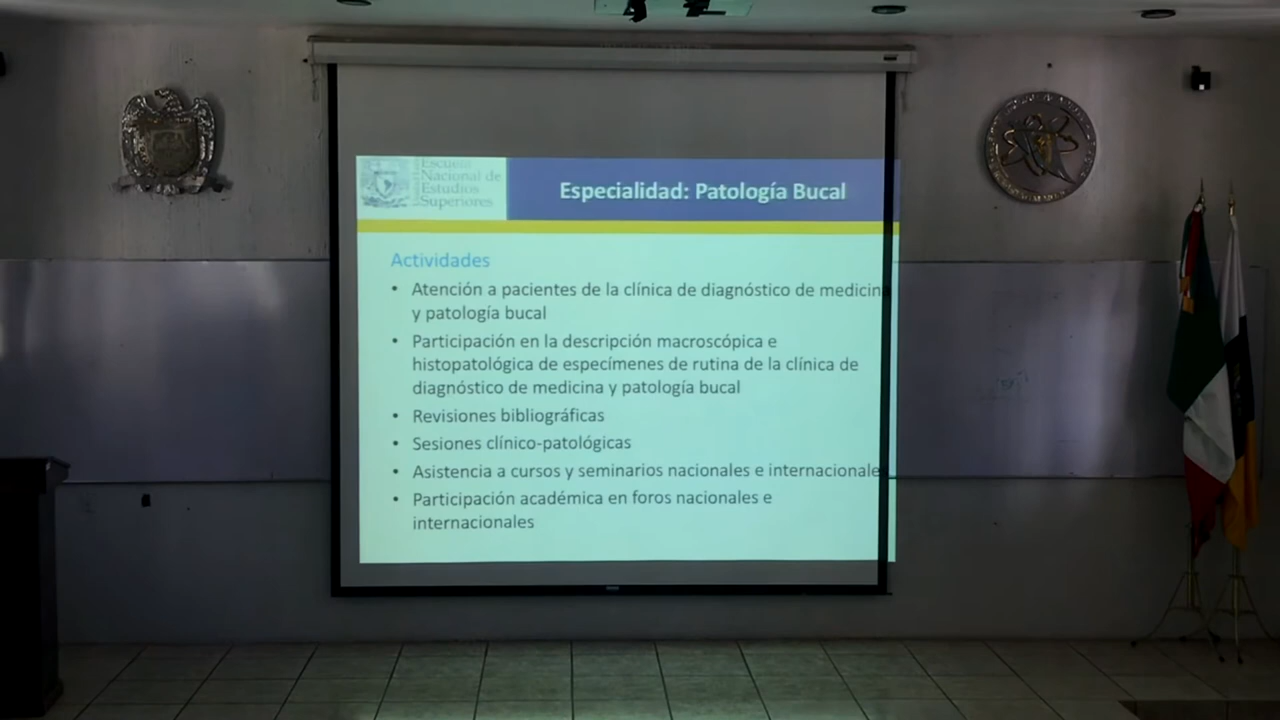 Escuela
Nacional de
Estudios
Superiores
Especialidad: Patología Bucal
Actividades
• Atención a pacientes de la clínica de diagnóstico de medicina
y patología bucal
• Participación en la descripción macroscópica e
histopatológica de especímenes de rutina de la clínica de
diagnóstico de medicina y patología bucal
• Revisiones bibliográficas
• Sesiones clínico-patológicas
• Asistencia a cursos y seminarios nacionales e internacionale
• Participación académica en foros nacionales e
internacionales